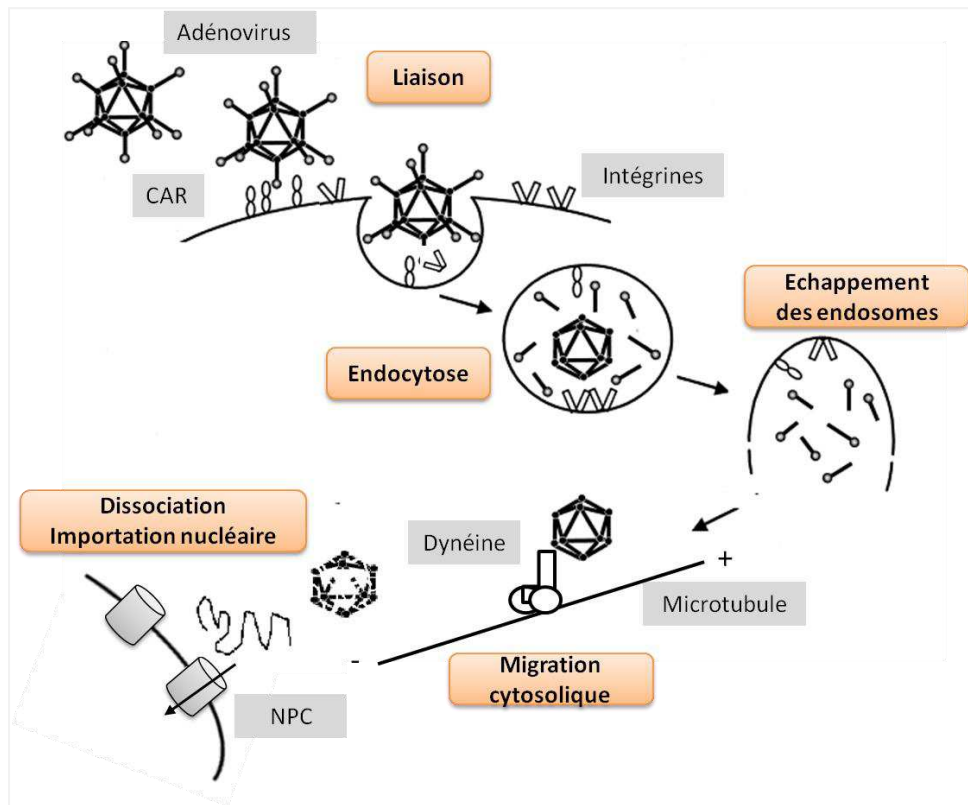 Adénovirus
Liaison
CAR
Intégrines
Echappement
des endosomes
Endocytose
Dissociation
Importation nucléaire
Dynéine
+
Microtubule
-
Migration
cytosolique
NPC